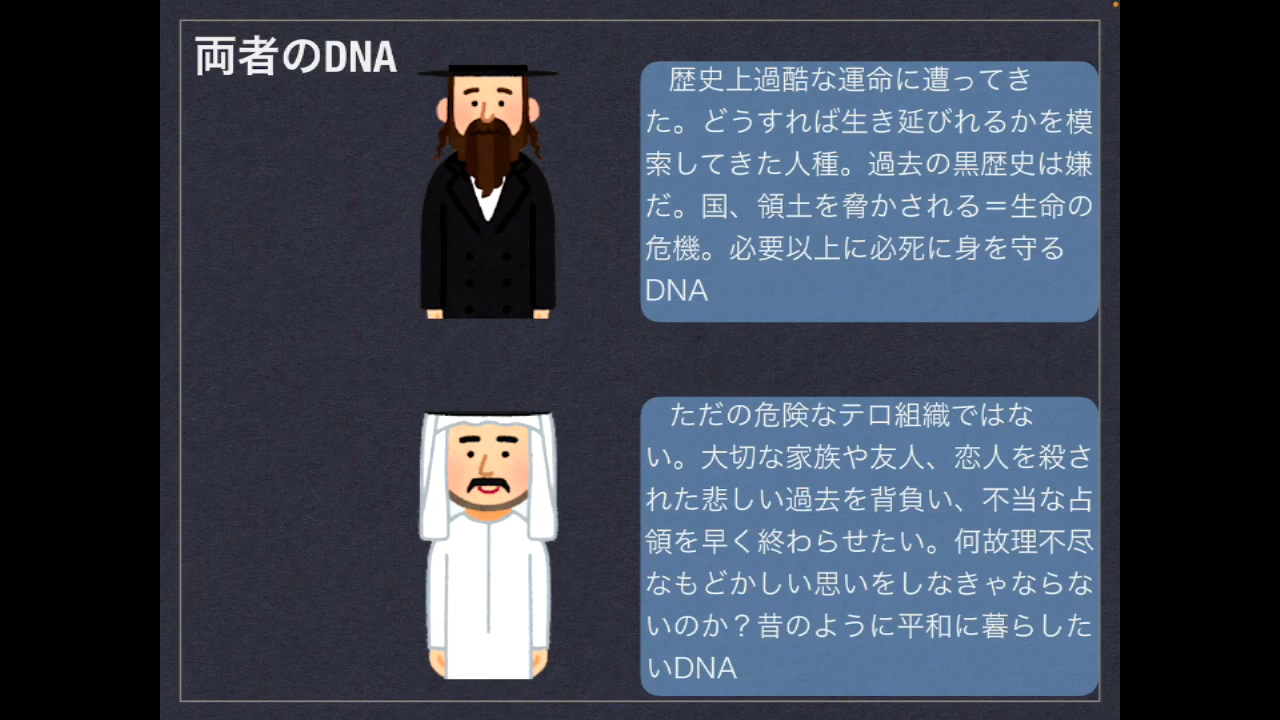 両者のDNA
歴史上過酷な運命に遭ってき
た。どうすれば生き延びれるかを模
索してきた人種。過去の黒歴史は嫌
だ。国、領土を脅かされる＝生命の
危機。必要以上に必死に身を守る
DNA
ただの危険なテロ組織ではな
い。大切な家族や友人、恋人を殺さ
れた悲しい過去を背負い、不当な占
領を早く終わらせたい。何故理不尽
なもどかしい思いをしなきゃならな
いのか？昔のように平和に暮らした
いDNA